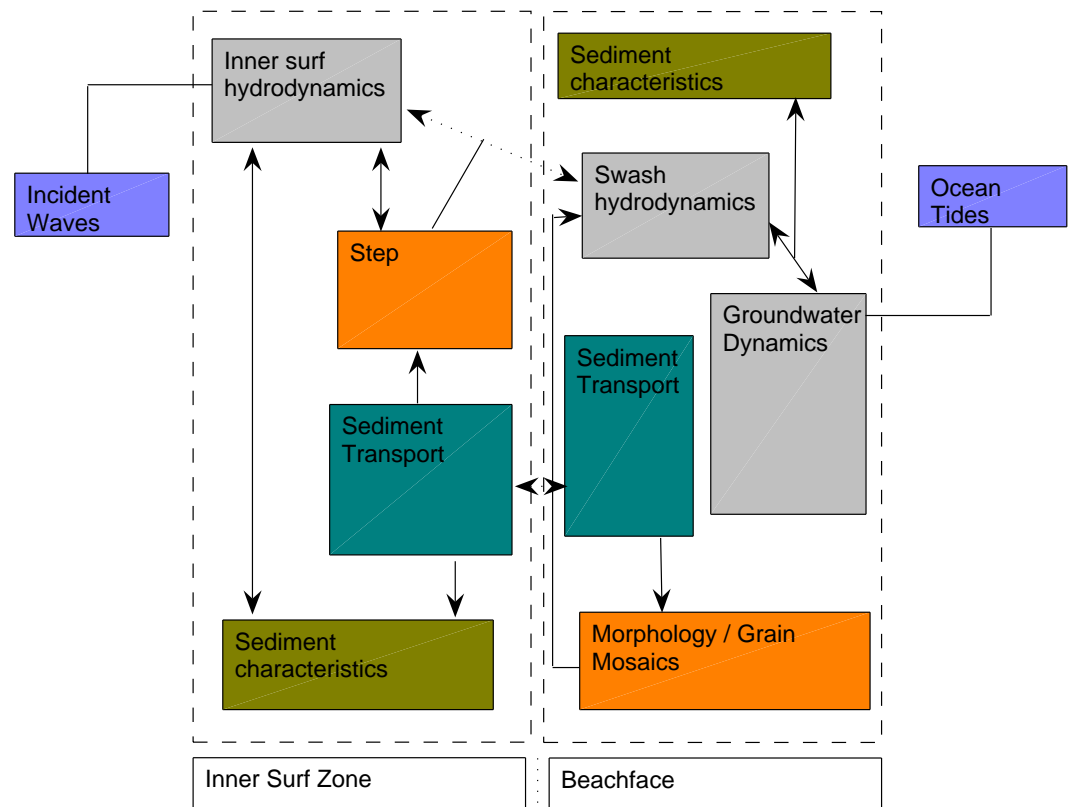 Inner surf
hydrodynamics
Sediment
characteristics
Incident
Waves
Swash
hydrodynamics
Ocean
Tides
Step
Groundwater
Dynamics
Sediment
Transport
Sediment
Transport
Sediment
characteristics
Morphology / Grain
Mosaics
Inner Surf Zone
Beachface